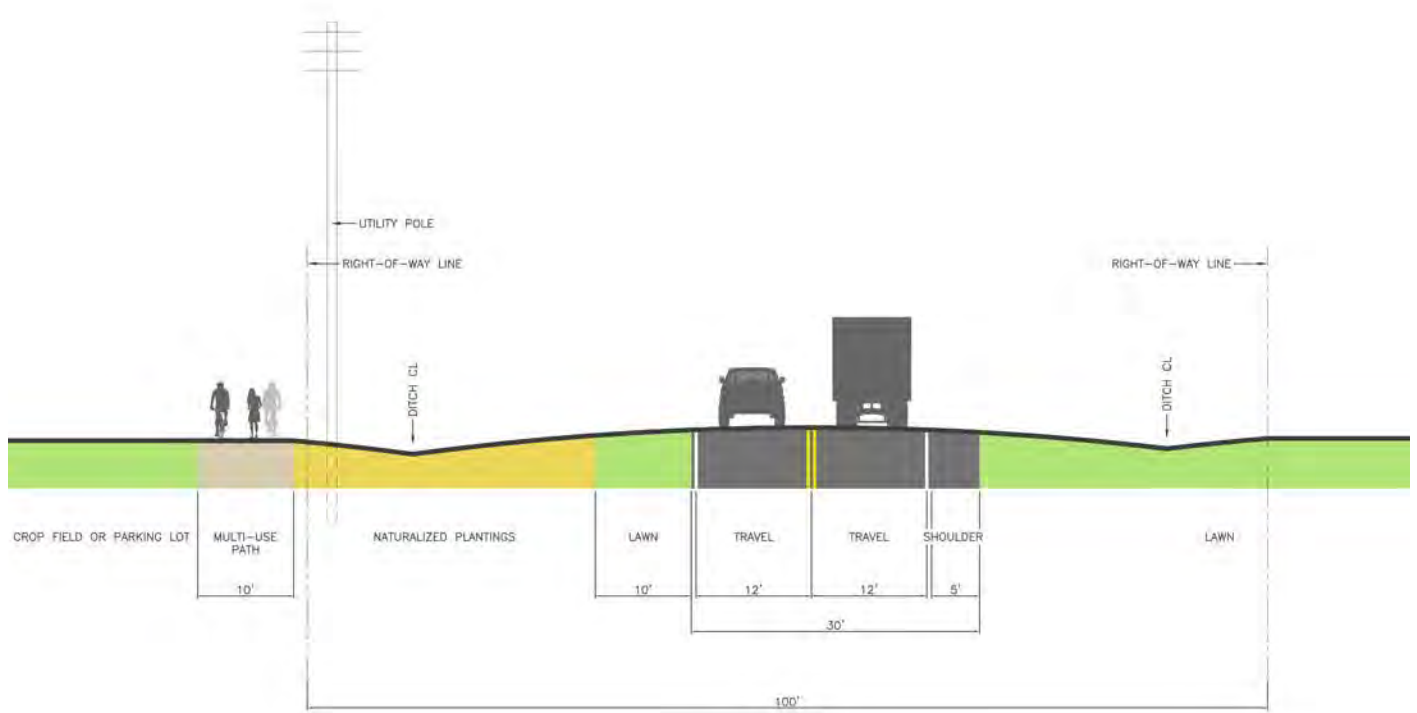 UTILITY POLE
RIGHT-OF-WAY LINE
RIGHT-OF-WAY LINE
DITCH CL
DITCH CL
CROP FIELD OR PARKING LOT
MULTI-USE
PATH
NATURALIZED PLANTINGS
LAWN
TRAVEL
TRAVEL
SHOULDER
LAWN
10'
10'
12'
12'
5'
30'
100'